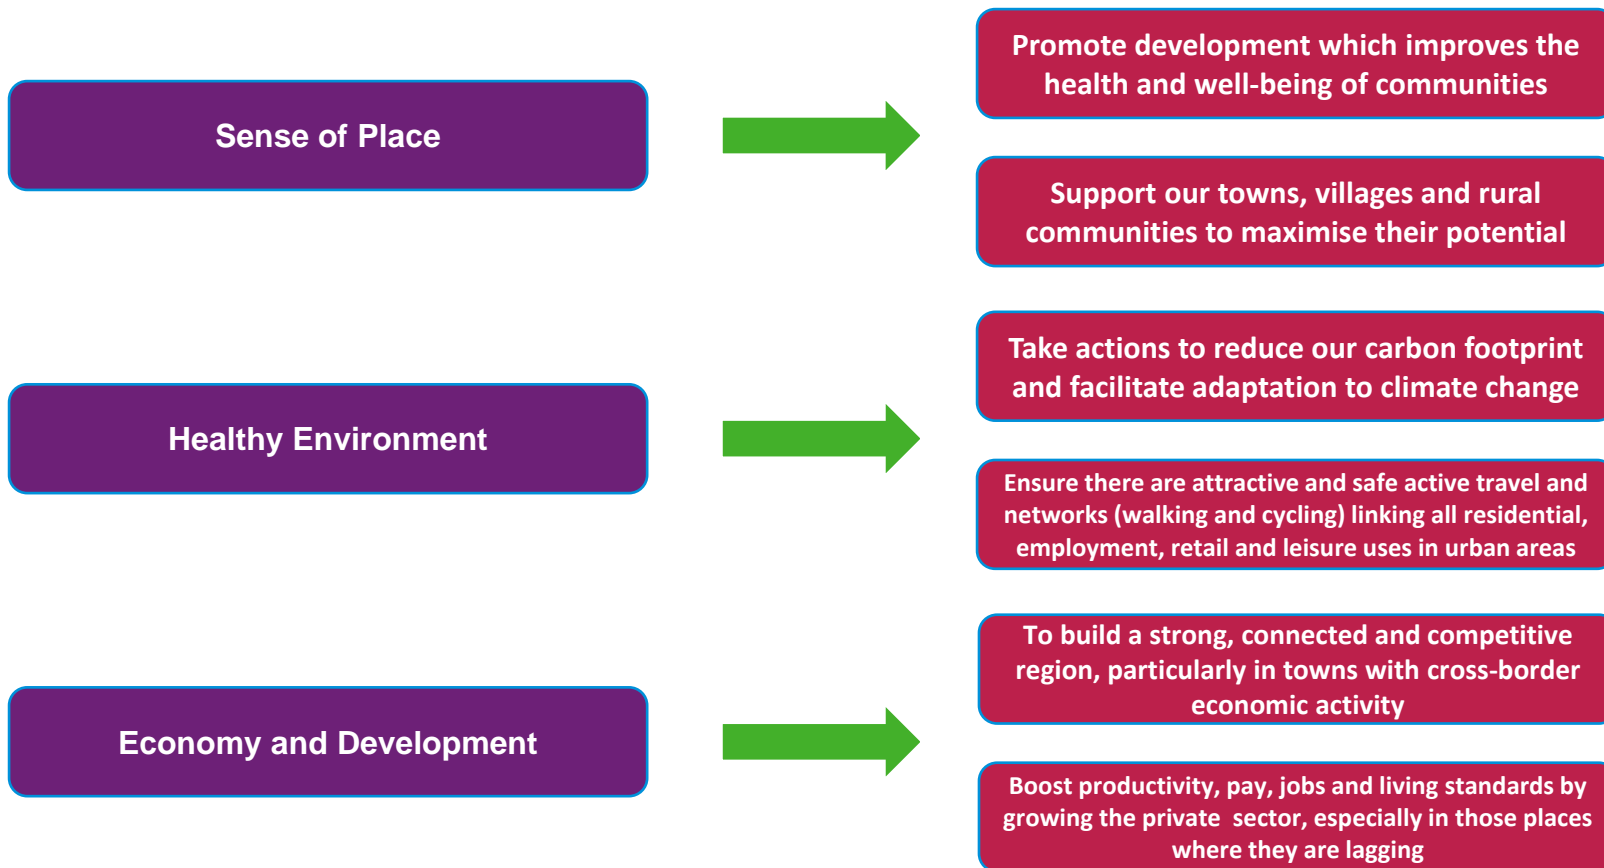 Sense of Place
Promote development which improves the
health and well-being of communities
Support our towns, villages and rural
communities to maximise their potential
Healthy Environment
Take actions to reduce our carbon footprint
and facilitate adaptation to climate change
Ensure there are attractive and safe active travel and
networks (walking and cycling) linking all residential,
employment, retail and leisure uses in urban areas
Economy and Development
To build a strong, connected and competitive
region, particularly in towns with cross-border
economic activity
Boost productivity, pay, jobs and living standards by
growing the private sector, especially in those places
where they are lagging